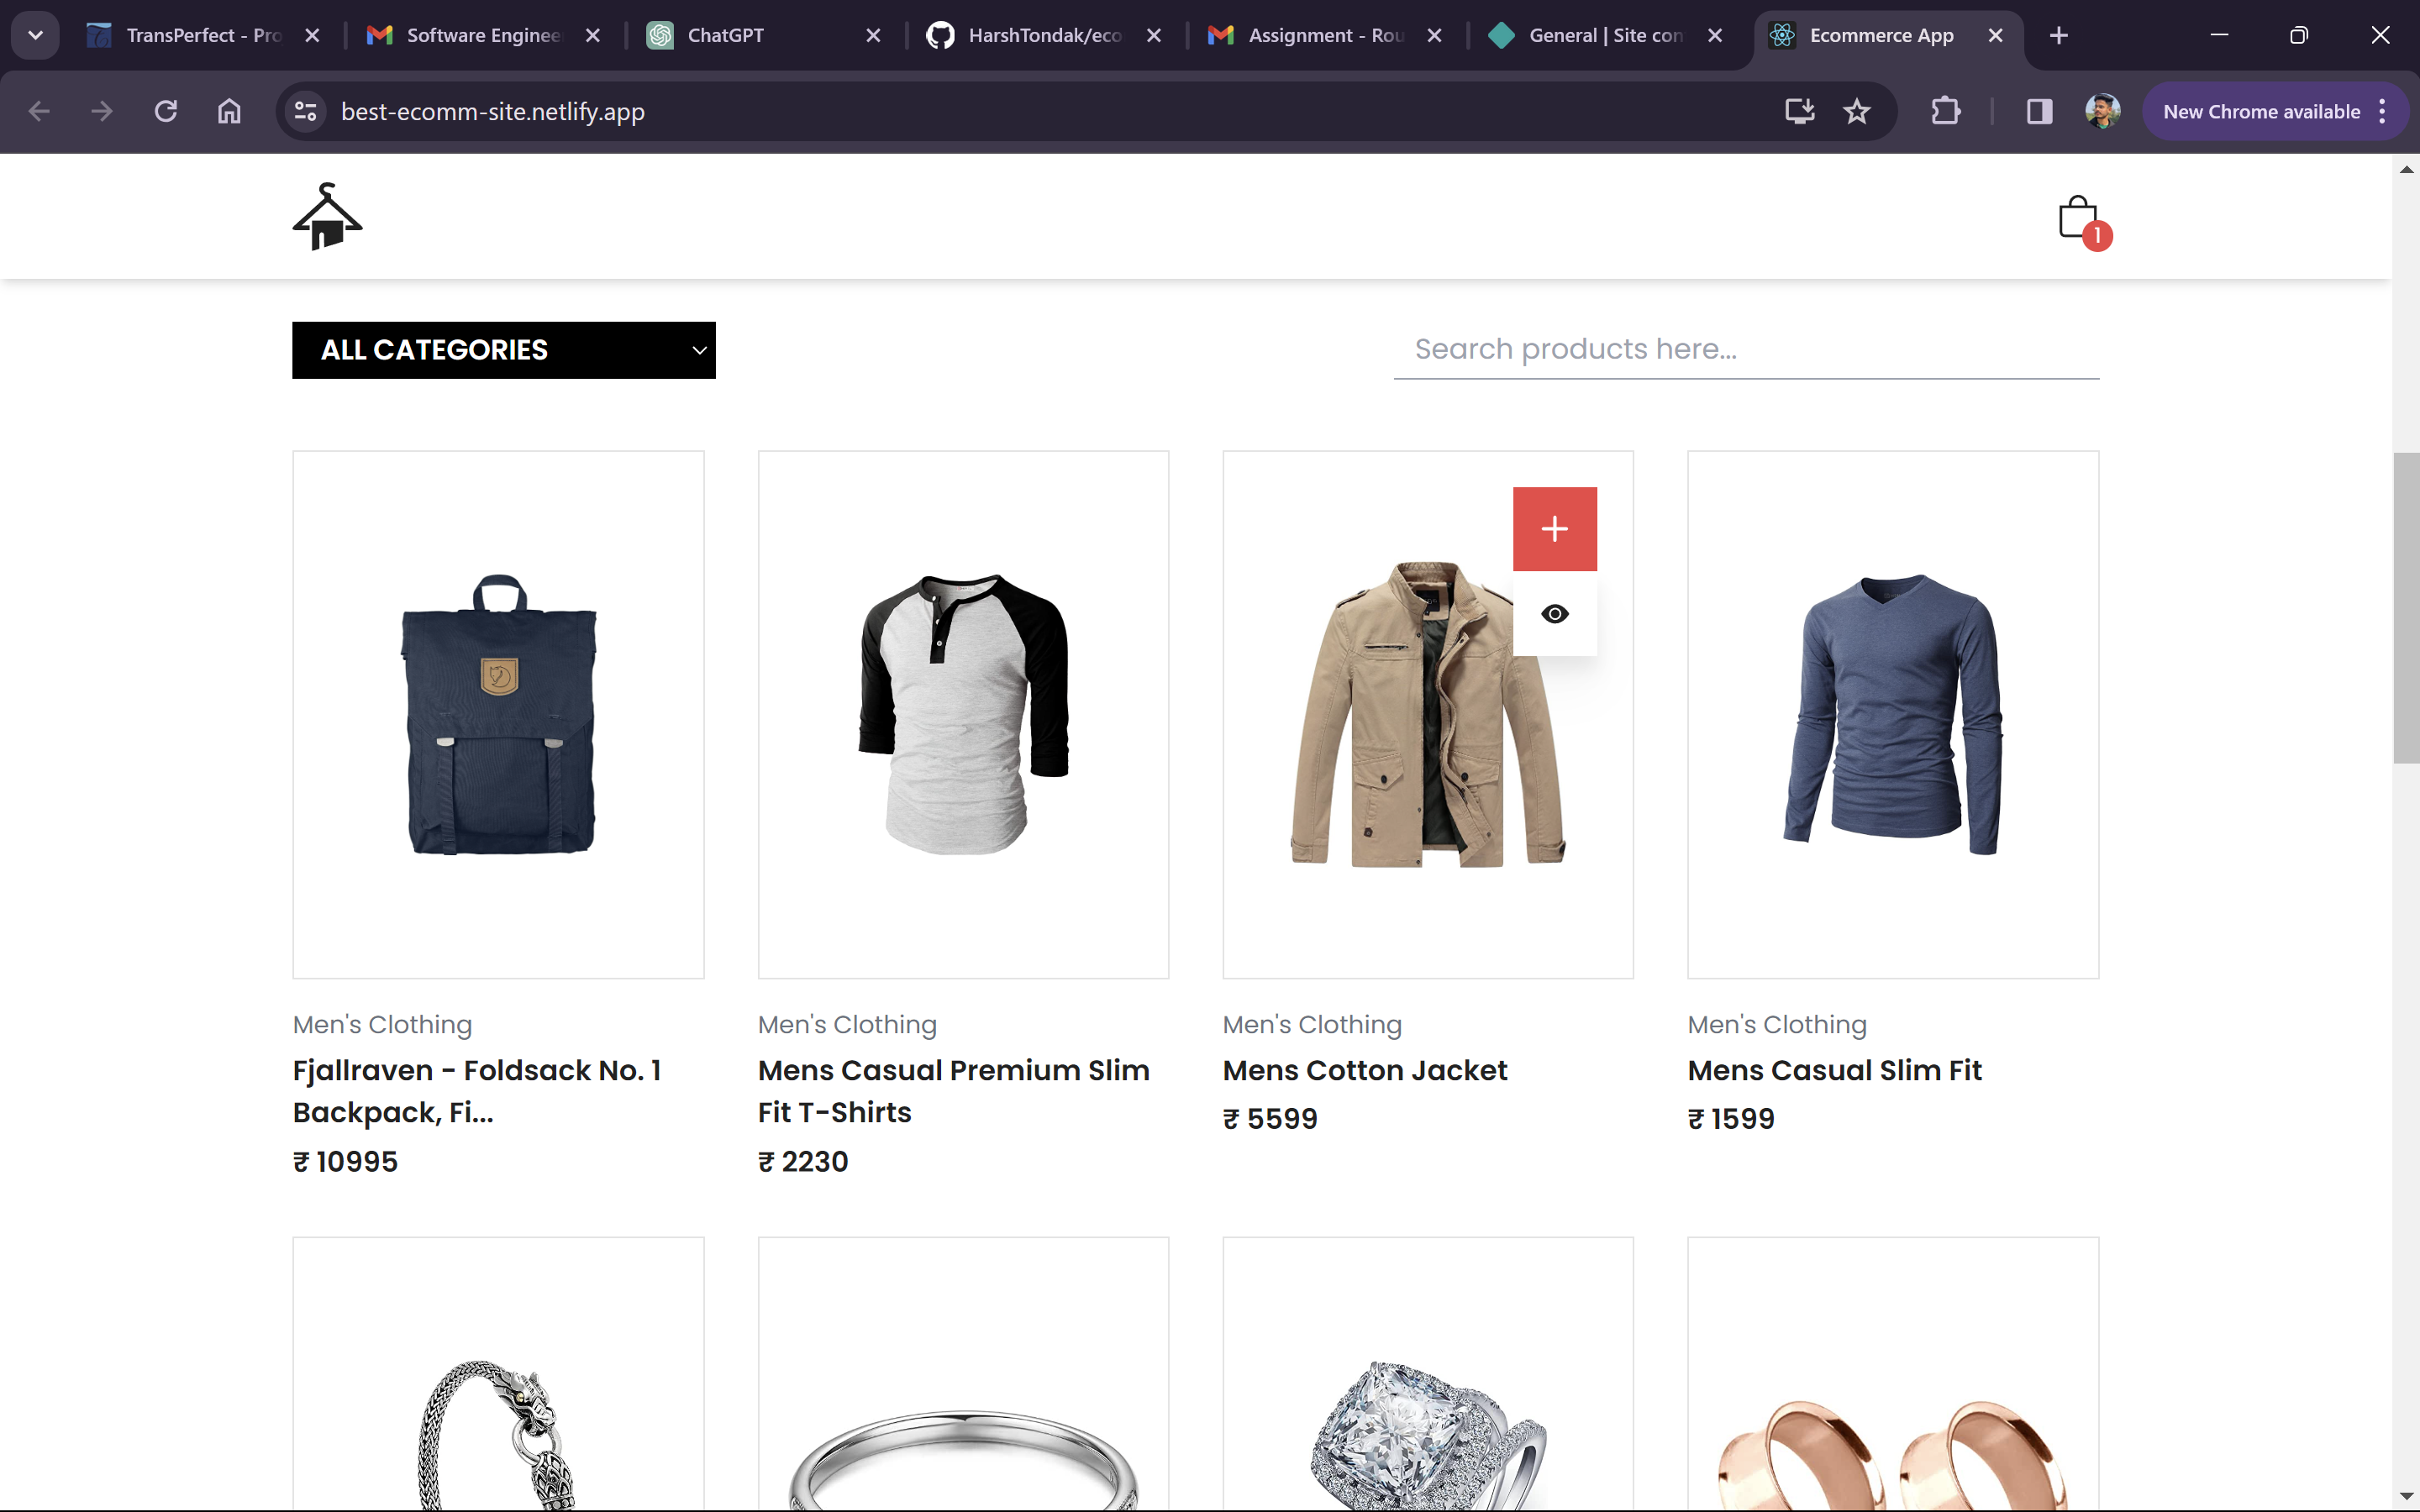 TransPerfect - Pro
Software Enginee
ChatGPT
HarshTondak/eco
Assignment - Rou
General | Site con
Ecommerce App
best-ecomm-site.netlify.app
New Chrome available
1
ALL CATEGORIES
Search products here...
Men's Clothing
Fjallraven - Foldsack No. 1
Backpack, Fi...
₹ 10995
Men's Clothing
Mens Casual Premium Slim
Fit T-Shirts
₹ 2230
Men's Clothing
Mens Cotton Jacket
₹ 5599
Men's Clothing
Mens Casual Slim Fit
₹ 1599